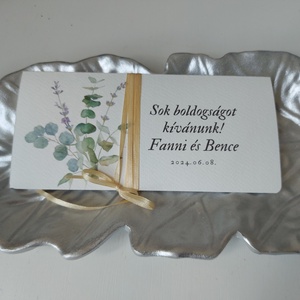 Sok boldogságot
kívánunk!
Fanni és Bence
2024.06.08.